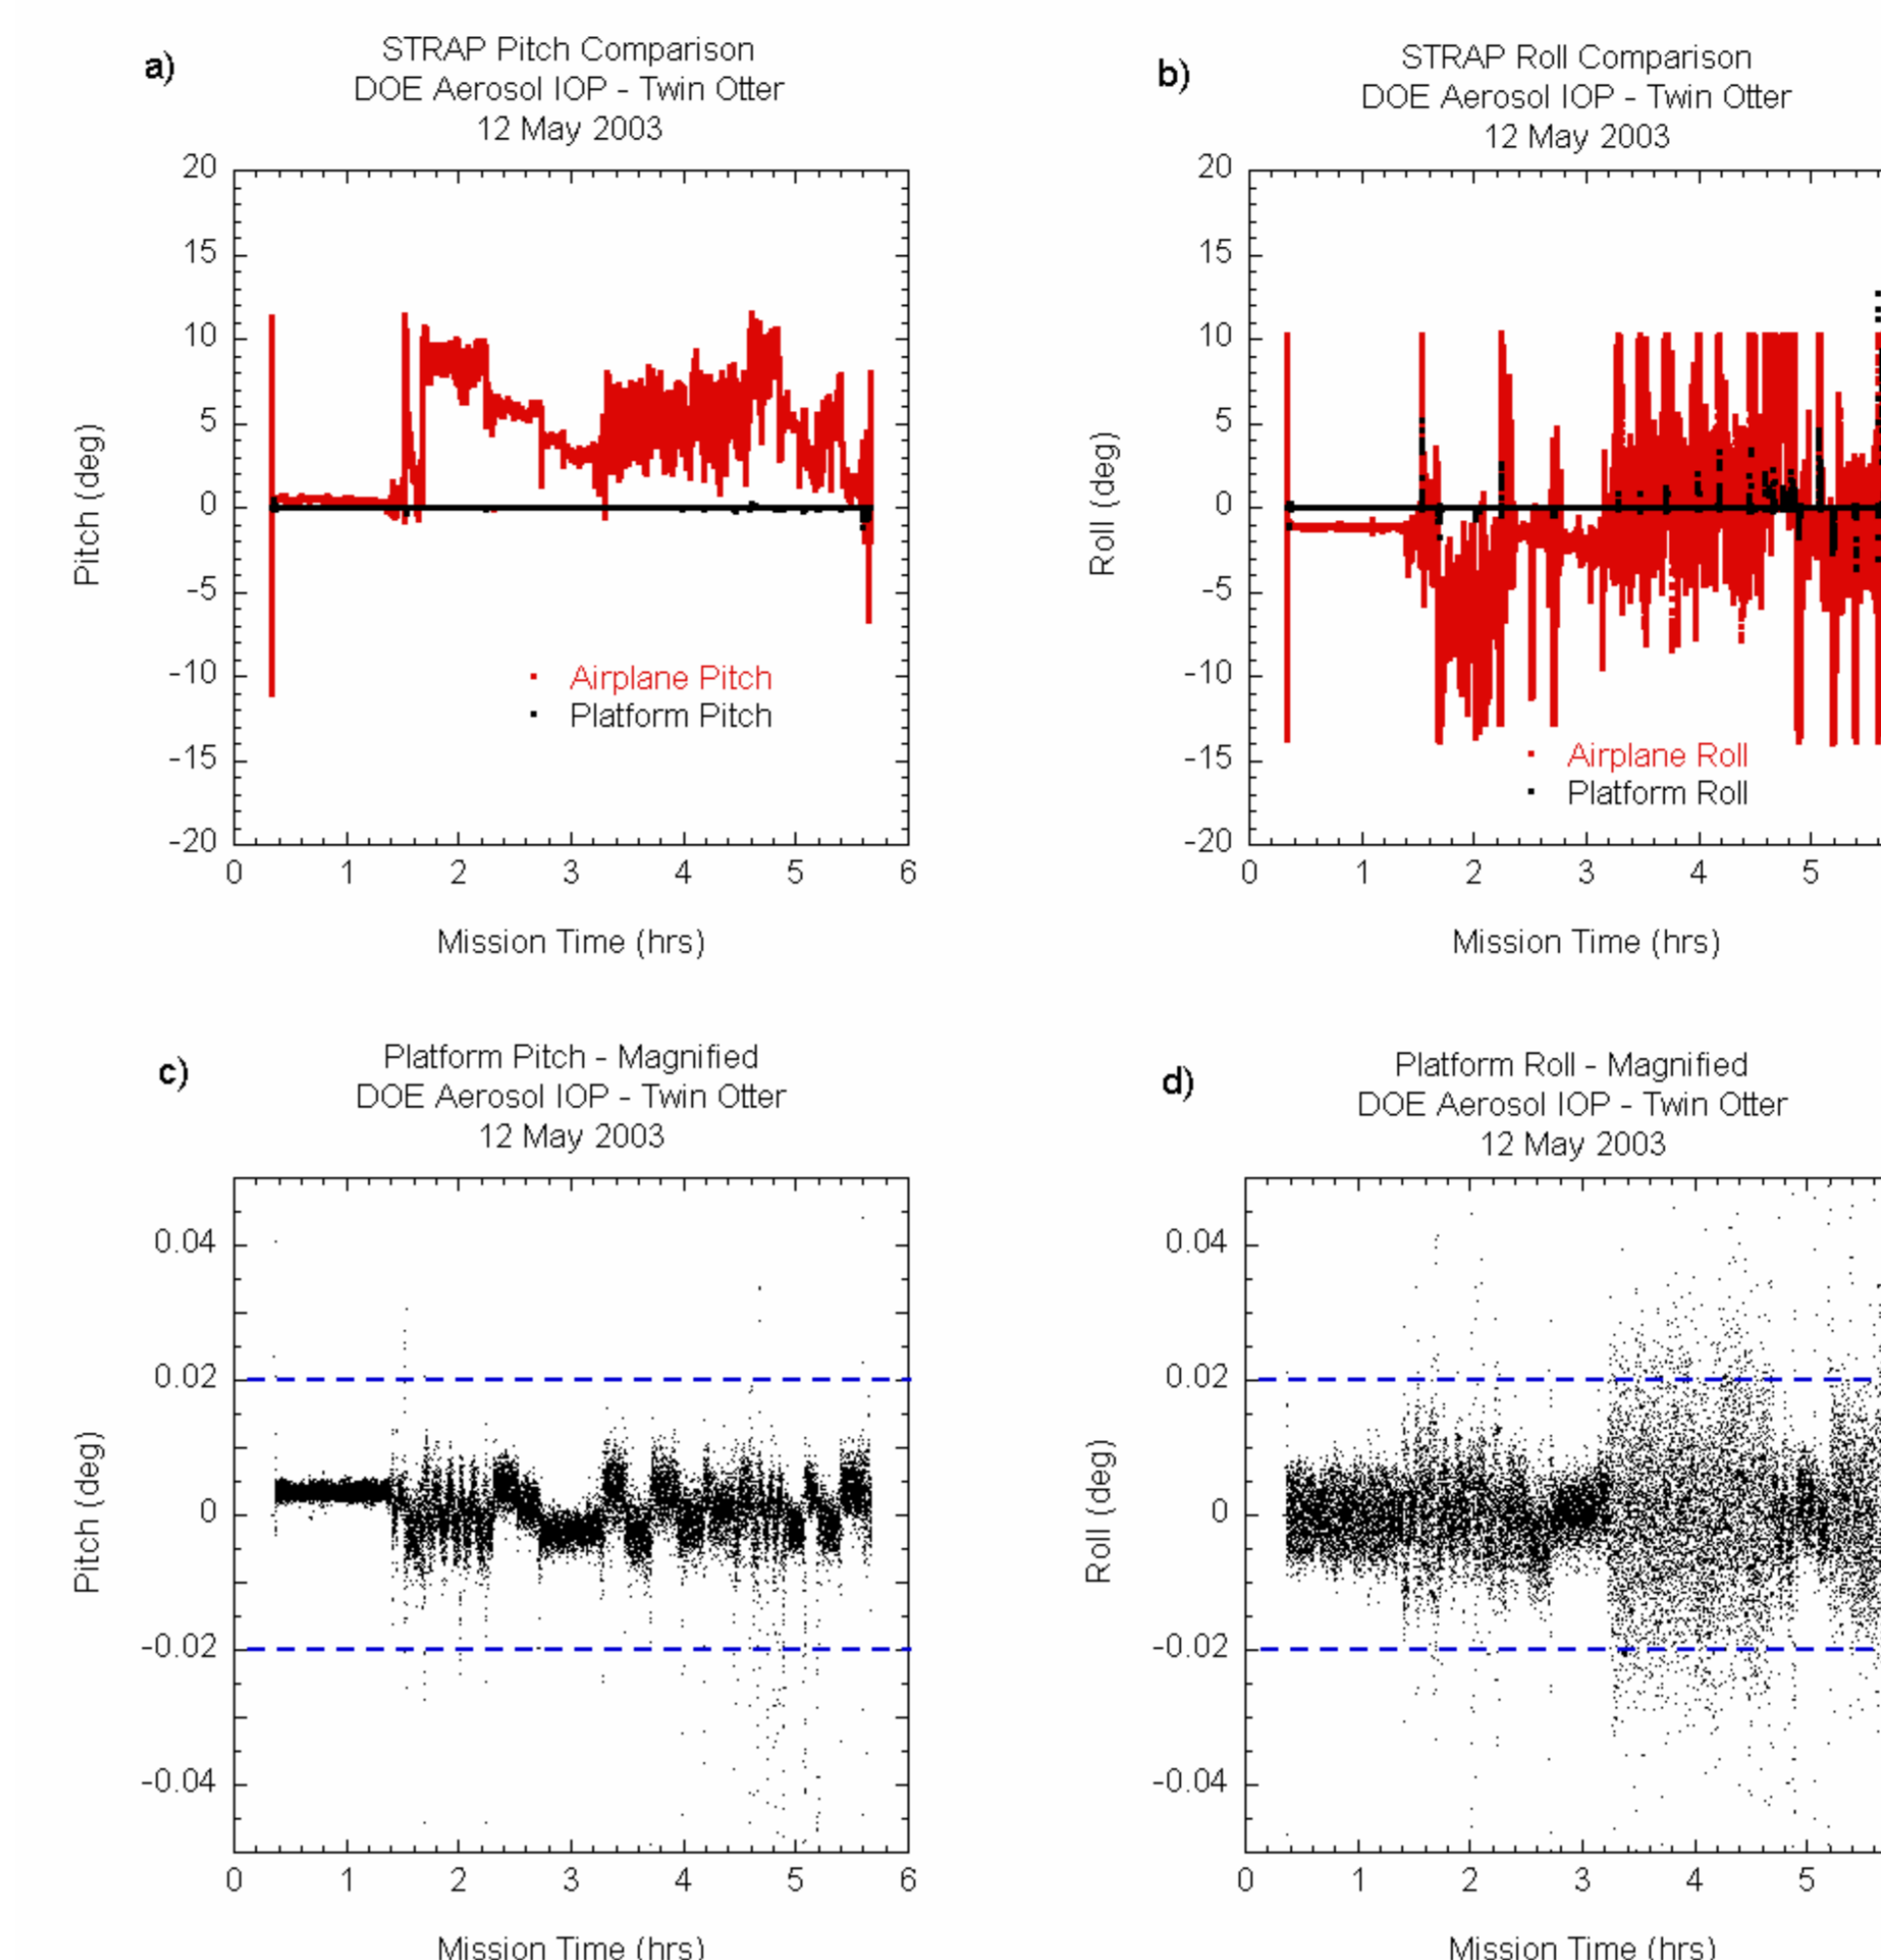 a)
STRAP Pitch Comparison
DOE Aerosol IOP - Twin Otter
12 May 2003
20
15
10
5
0
-5
-10
-15
-20
Pitch (deg)
Airplane Pitch
Platform Pitch
0 1 2 3 4 5 6
Mission Time (hrs)
b)
STRAP Roll Comparison
DOE Aerosol IOP - Twin Otter
12 May 2003
20
15
10
5
0
-5
-10
-15
-20
Roll (deg)
Airplane Roll
Platform Roll
0 1 2 3 4 5
Mission Time (hrs)
c)
Platform Pitch - Magnified
DOE Aerosol IOP - Twin Otter
12 May 2003
0.04
0.02
0
-0.02
-0.04
Pitch (deg)
0 1 2 3 4 5 6
Mission Time (hrs)
d)
Platform Roll - Magnified
DOE Aerosol IOP - Twin Otter
12 May 2003
0.04
0.02
0
-0.02
-0.04
Roll (deg)
0 1 2 3 4 5
Mission Time (hrs)